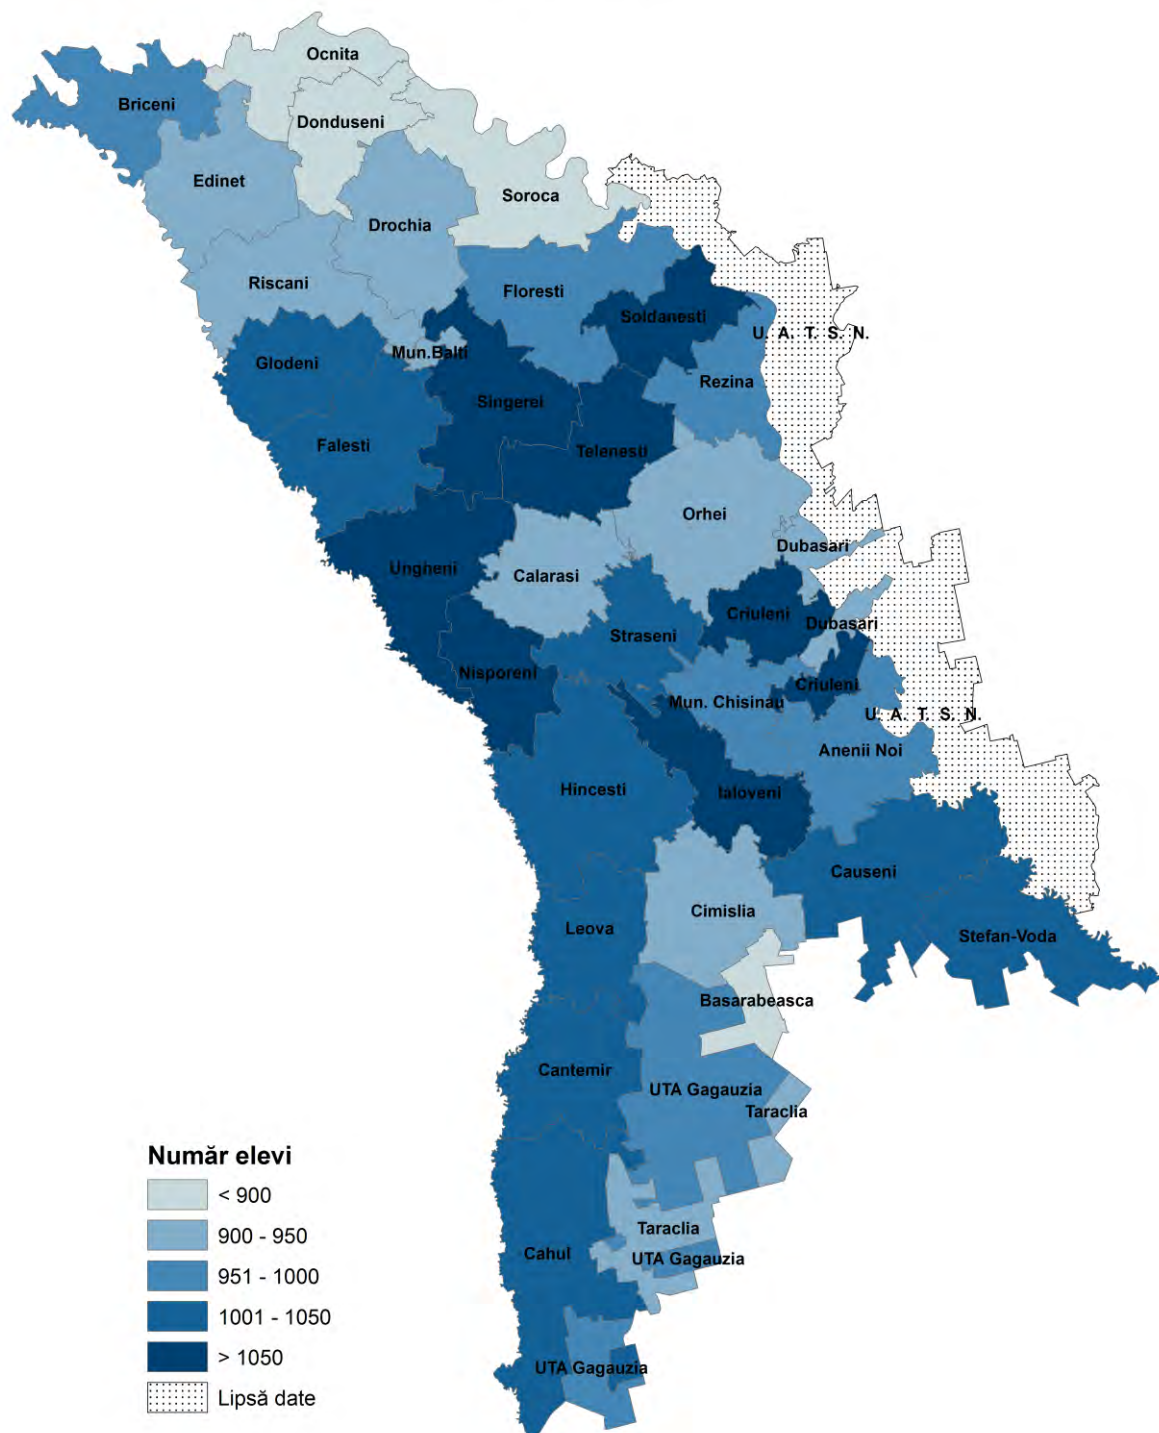 Ocnita
Briceni
Donduseni
Edinet
Soroca
Drochia
Riscani
Floresti
Soldanesti
U. A. T. S. N.
Mun.Balti
Glodeni
Rezina
Singerei
Falesti
Telenesti
Orhei
Dubasari
Ungheni
Calarasi
Criuleni
Dubasari
Straseni
Nisporeni
Criuleni
Mun. Chisinau
U. A. T. S. N.
Anenii Noi
Hincesti
Ialoveni
Causeni
Cimislia
Leova
Stefan-Voda
Basarabeasca
Cantemir
UTA Gagauzia
Taraclia
Număr elevi
< 900
900 - 950
Taraclia
Cahul
UTA Gagauzia
951 - 1000
1001 - 1050
> 1050
UTA Gagauzia
Lipsă date